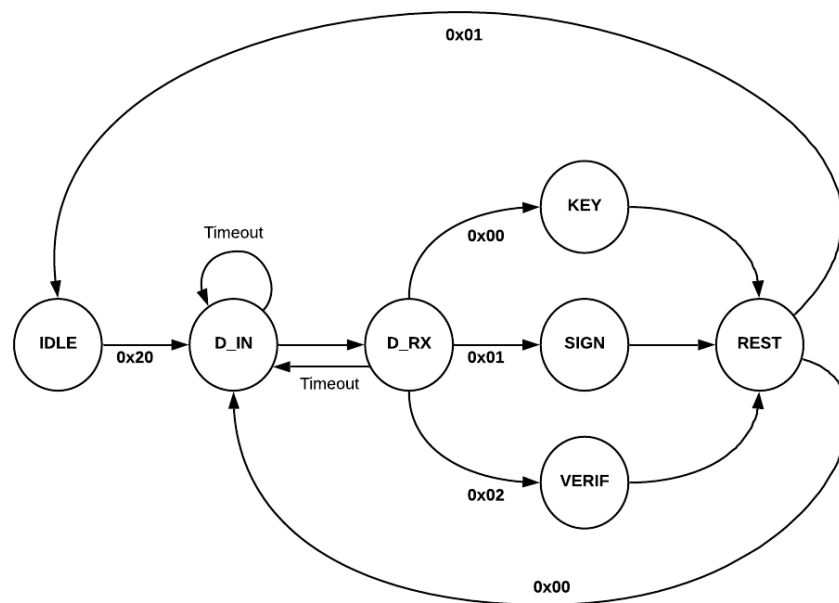 0x01
KEY
Timeout
0x00
IDLE
0x20
D_IN
D_RX
0x01
SIGN
REST
Timeout
VERIF
0x02
0x00